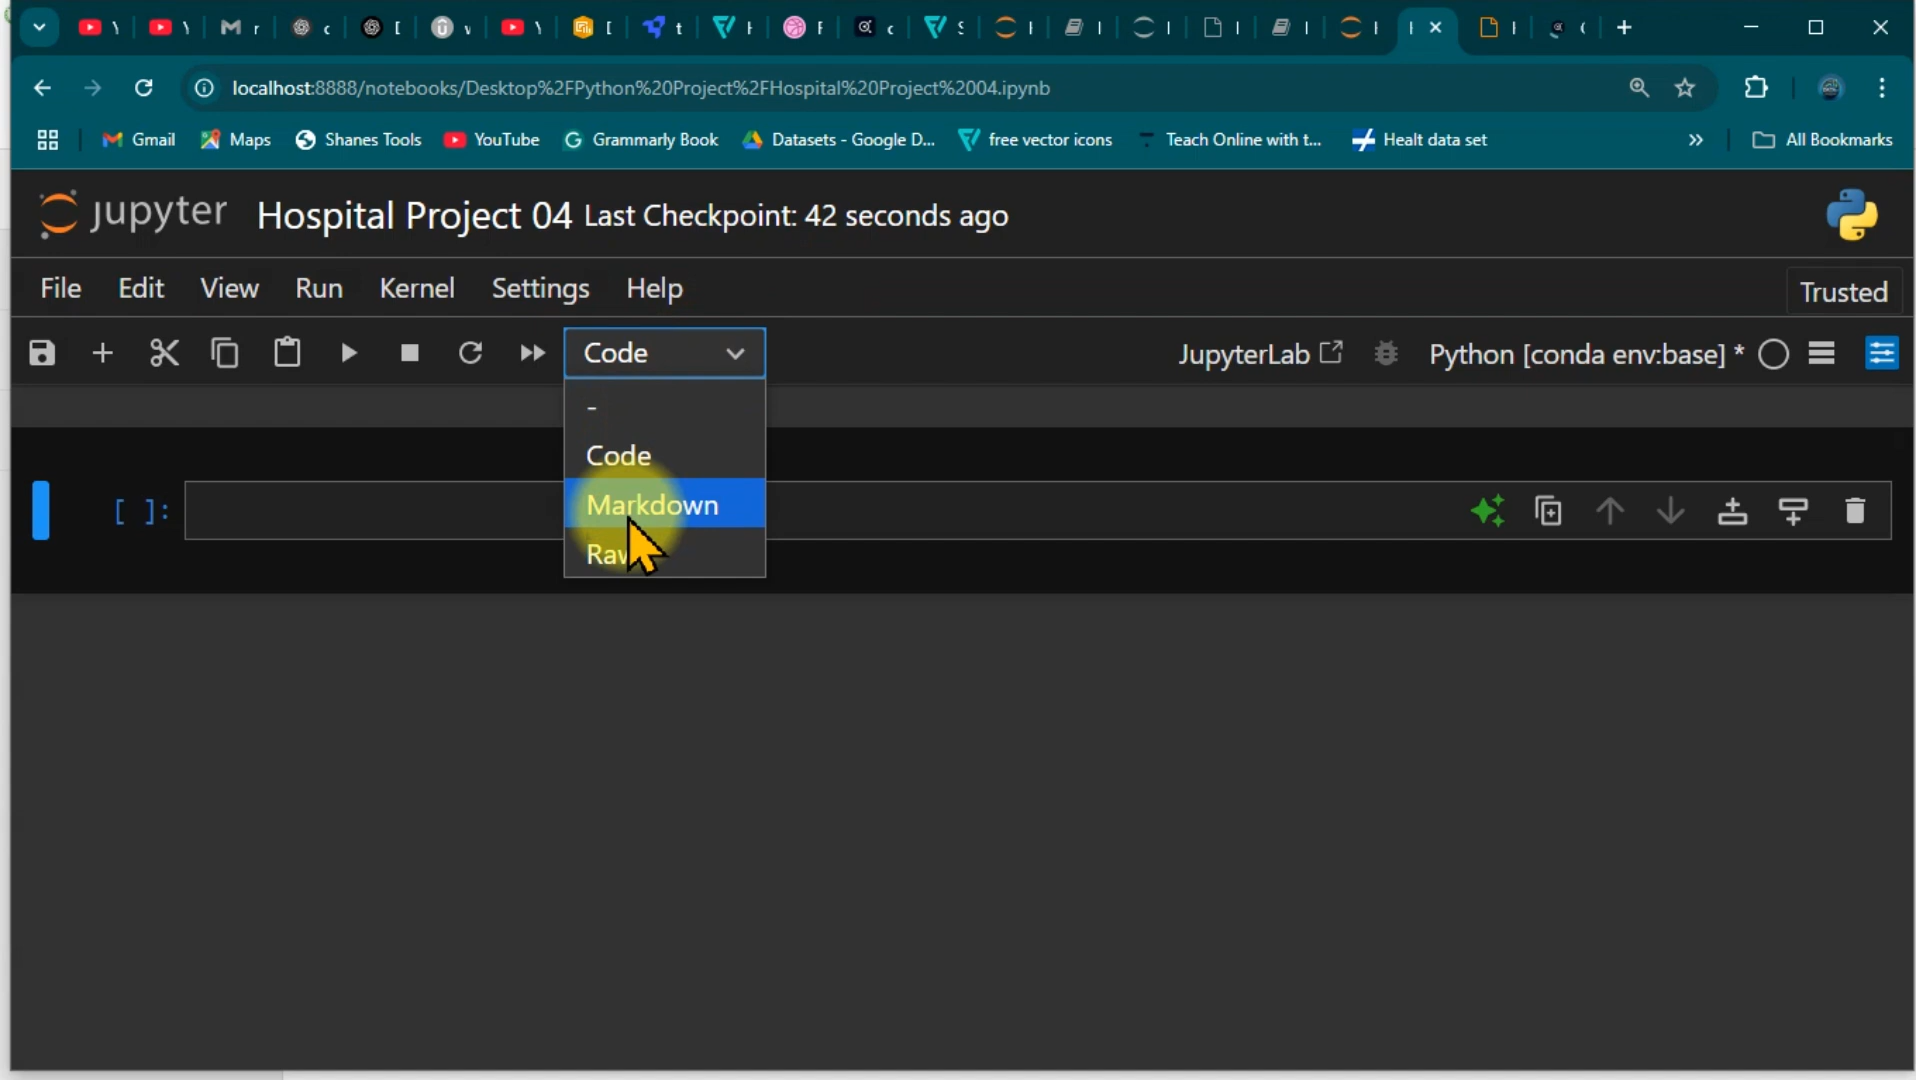 localhost:8888/notebooks/Desktop%2FPython%20Project%2FHospital%20Project%2004.ipynb
Gmail Maps Shanes Tools YouTube Grammarly Book Datasets - Google D... free vector icons Teach Online with t... Healt data set » All Bookmarks
jupyter Hospital Project 04 Last Checkpoint: 42 seconds ago
File Edit View Run Kernel Settings Help Trusted
Code JupyterLab Python [conda env:base] *
-
Code
[ ]: Markdown
Raw